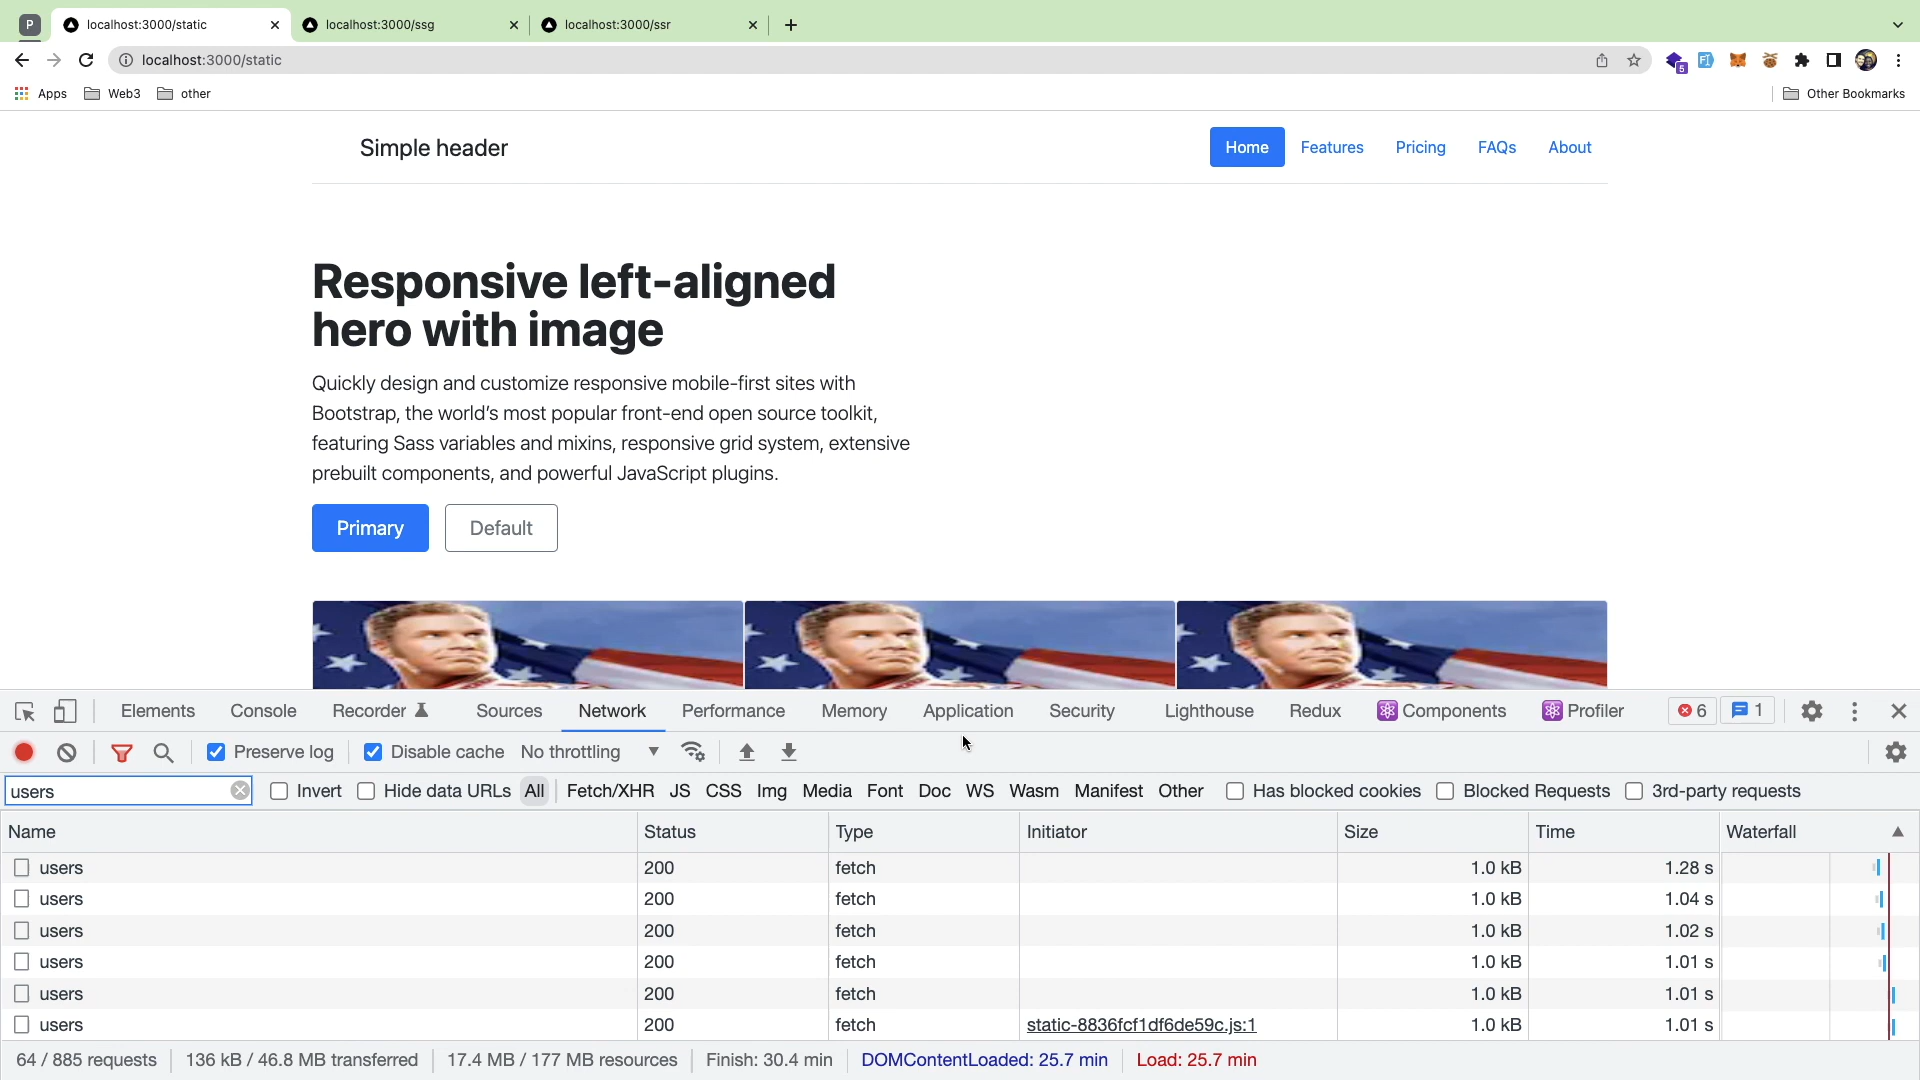 P
localhost:3000/static
localhost:3000/ssg
localhost:3000/ssr
localhost:3000/static
5
Apps
Web3
other
Other Bookmarks
Simple header
Home
Features
Pricing
FAQs
About
Responsive left-aligned
hero with image
Quickly design and customize responsive mobile-first sites with
Bootstrap, the world's most popular front-end open source toolkit,
featuring Sass variables and mixins, responsive grid system, extensive
prebuilt components, and powerful JavaScript plugins.
Primary
Default
Elements Console Recorder Sources Network Performance Memory Application Security Lighthouse Redux Components Profiler 6 1
Preserve log Disable cache No throttling
users Invert Hide data URLs All Fetch/XHR JS CSS Img Media Font Doc WS Wasm Manifest Other Has blocked cookies Blocked Requests 3rd-party requests
Name Status Type Initiator Size Time Waterfall
users 200 fetch 1.0 kB 1.28 s
users 200 fetch 1.0 kB 1.04 s
users 200 fetch 1.0 kB 1.02 s
users 200 fetch 1.0 kB 1.01 s
users 200 fetch 1.0 kB 1.01 s
users 200 fetch static-8836fcf1df6de59c.js:1 1.0 kB 1.01 s
64 / 885 requests 136 kB / 46.8 MB transferred 17.4 MB / 177 MB resources Finish: 30.4 min DOMContentLoaded: 25.7 min Load: 25.7 min